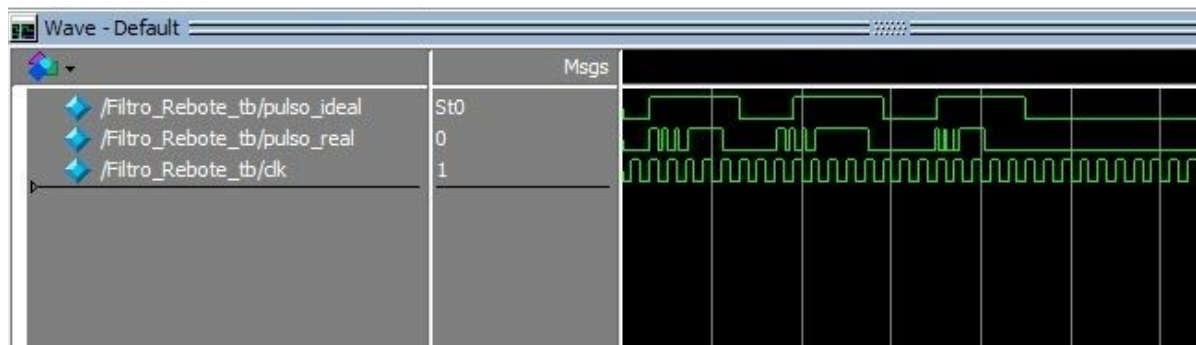 Wave - Default
Msgs
/Filtro_Rebote_tb/pulso_ideal St0
/Filtro_Rebote_tb/pulso_real 0
/Filtro_Rebote_tb/clk 1